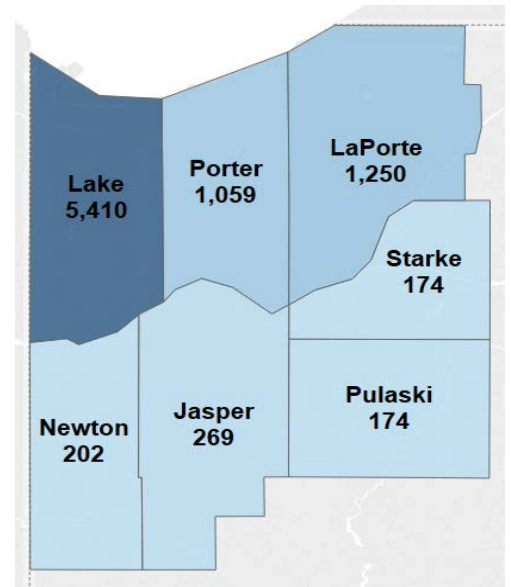 Lake
5,410
Porter
1,059
LaPorte
1,250
Starke
174
Newton
202
Jasper
269
Pulaski
174